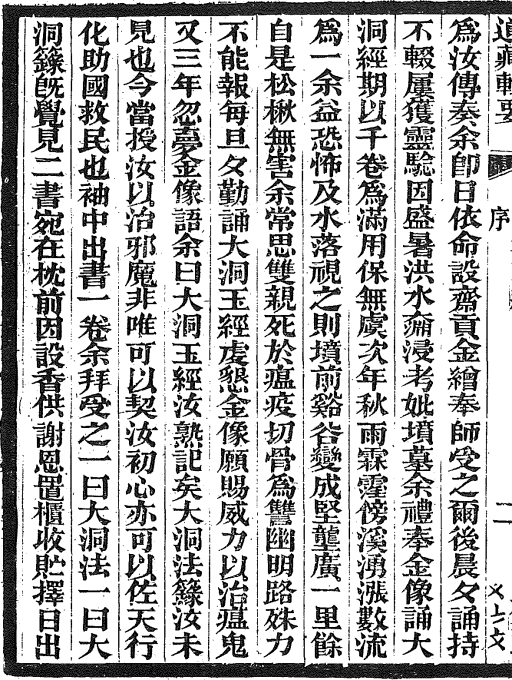 道藏輯要
序
二
為汝傳奏余卽日依命設齋貢金繪奉師受之爾後晨夕誦持
不輟屢獲靈驗因盛暑洪水瀰浸考妣墳墓余禮奉金像誦大
洞經期以千卷為滿用保無虞次年秋雨霖霪傍溪湧漲數流
為一余益恐怖及水落視之則墳前谿谷變成堅壟廣一里餘
自是松楸無害余常思雙親死於瘟疫切骨為讐幽明路殊力
不能報每旦夕勤誦大洞玉經虔懇金像願賜威力以治瘟鬼
又三年忽夢金像語余曰大洞玉經汝熟記矣大洞法籙汝未
見也今當授汝以治邪魔非唯可以契汝初心亦可以佐天行
化助國救民也袖中出書一卷余拜受之一曰大洞法一曰大
洞籙旣覺見二書宛在枕前因設香供謝恩置櫃收貯擇日出